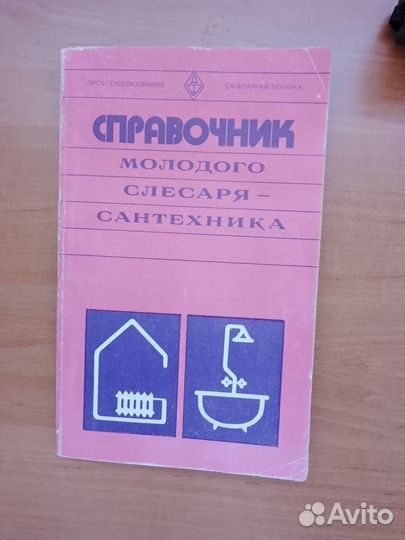 ПРОФТЕХОБРАЗОВАНИЕ САНИТАРНАЯ ТЕХНИКА
СПРАВОЧНИК
МОЛОДОГО
СЛЕСАРЯ –
САНТЕХНИКА
Avito